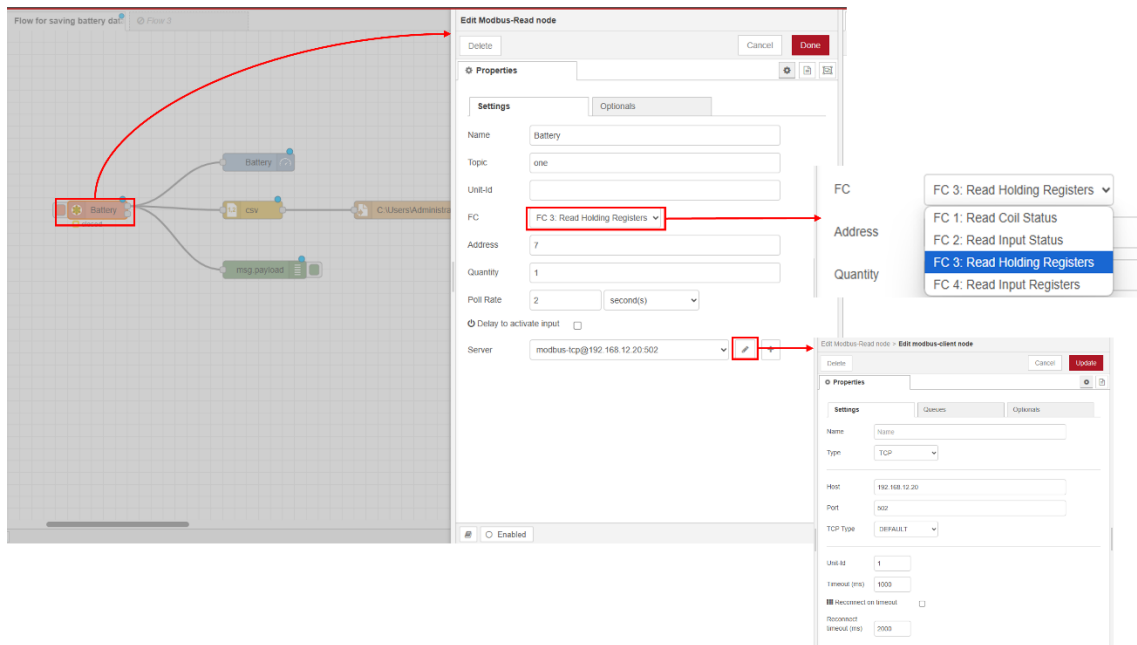 Flow for saving battery dat
Flow 3
Battery
Battery
csv
C:\Users\Administra
msg.payload
Edit Modbus-Read node
Delete
Cancel
Done
Properties
Settings
Optionals
Name
Battery
Topic
one
Unit-Id
FC
FC 3: Read Holding Registers
Address
7
Quantity
1
Poll Rate
2
second(s)
Delay to activate input
Server
modbus-tcp@192.168.12.20:502
Enabled
FC
FC 3: Read Holding Registers
Address
Quantity
FC 1: Read Coil Status
FC 2: Read Input Status
FC 3: Read Holding Registers
FC 4: Read Input Registers
Edit Modbus-Read node > Edit modbus-client node
Delete
Cancel
Update
Properties
Settings
Queues
Optionals
Name
Name
Type
TCP
Host
192.168.12.20
Port
502
TCP Type
DEFAULT
Unit-Id
1
Timeout (ms)
1000
Reconnect on timeout
Reconnect
timeout (ms)
2000